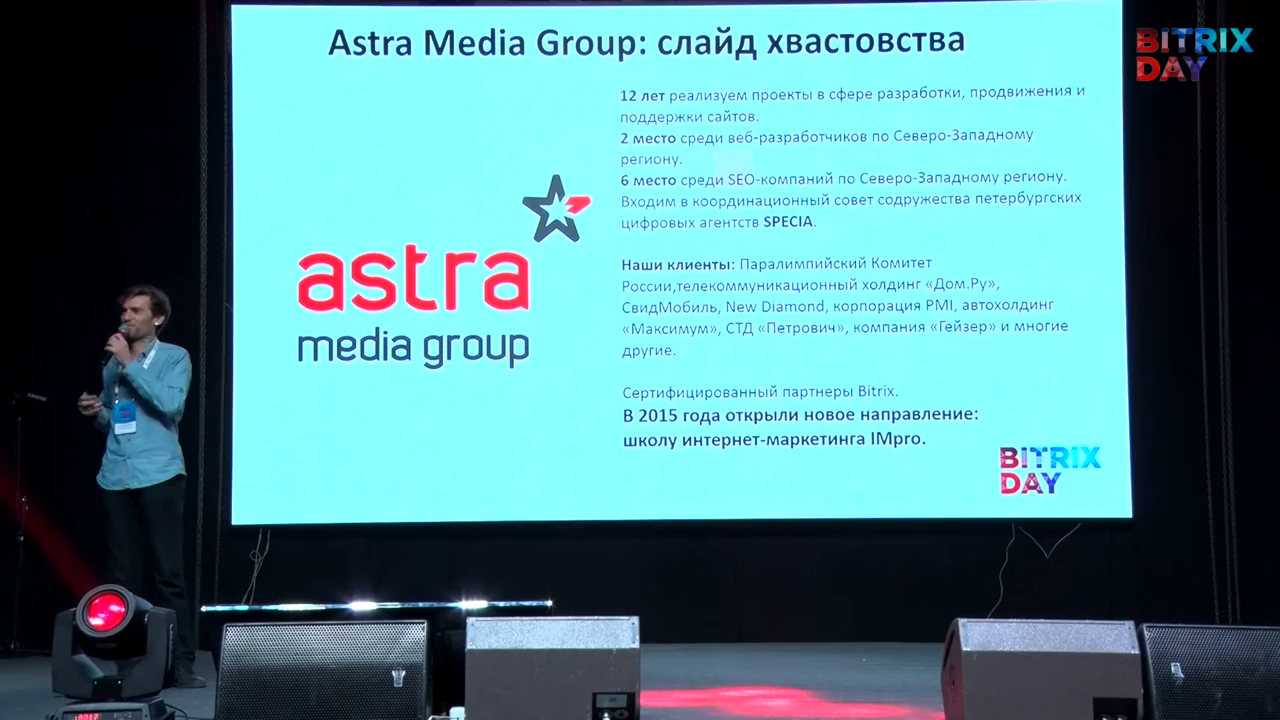 Astra Media Group: слайд хвастовства
BITRIX
DAY
12 лет реализуем проекты в сфере разработки, продвижения и
поддержки сайтов.
2 место среди веб-разработчиков по Северо-Западному
региону.
6 место среди SEO-компаний по Северо-Западному региону.
Входим в координационный совет содружества петербургских
цифровых агентств SPECIA.
astra
media group
Наши клиенты: Паралимпийский Комитет
России,телекоммуникационный холдинг «Дом.Ру»,
СвидМобиль, New Diamond, корпорация PMI, автохолдинг
«Максимум», СТД «Петрович», компания «Гейзер» и многие
другие.
Сертифицированный партнеры Bitrix.
В 2015 года открыли новое направление:
школу интернет-маркетинга IMpro.
BITRIX
DAY